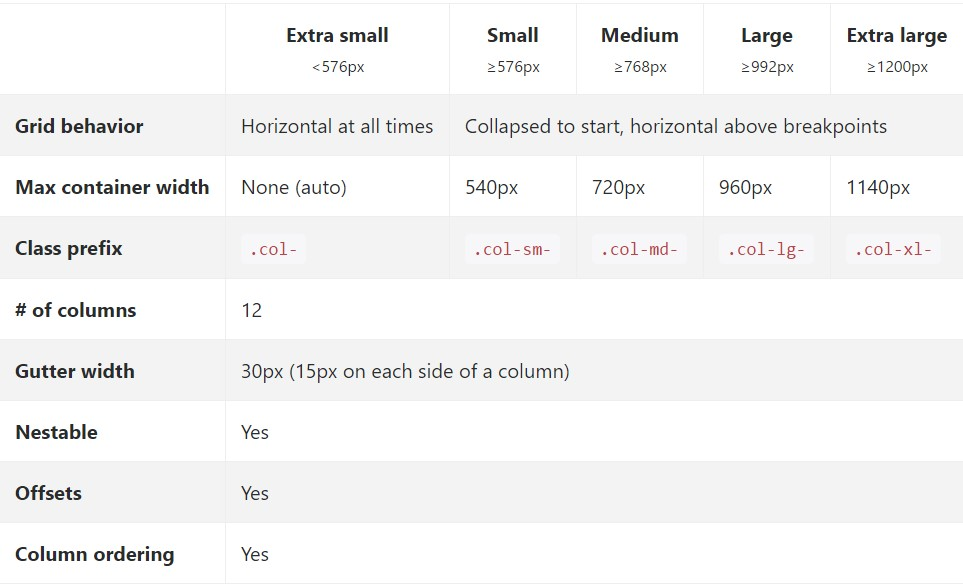 Extra small Small Medium Large Extra large
<576px ≥576px ≥768px ≥992px ≥1200px
Grid behavior Horizontal at all times Collapsed to start, horizontal above breakpoints
Max container width None (auto) 540px 720px 960px 1140px
Class prefix .col- .col-sm- .col-md- .col-lg- .col-xl-
# of columns 12
Gutter width 30px (15px on each side of a column)
Nestable Yes
Offsets Yes
Column ordering Yes